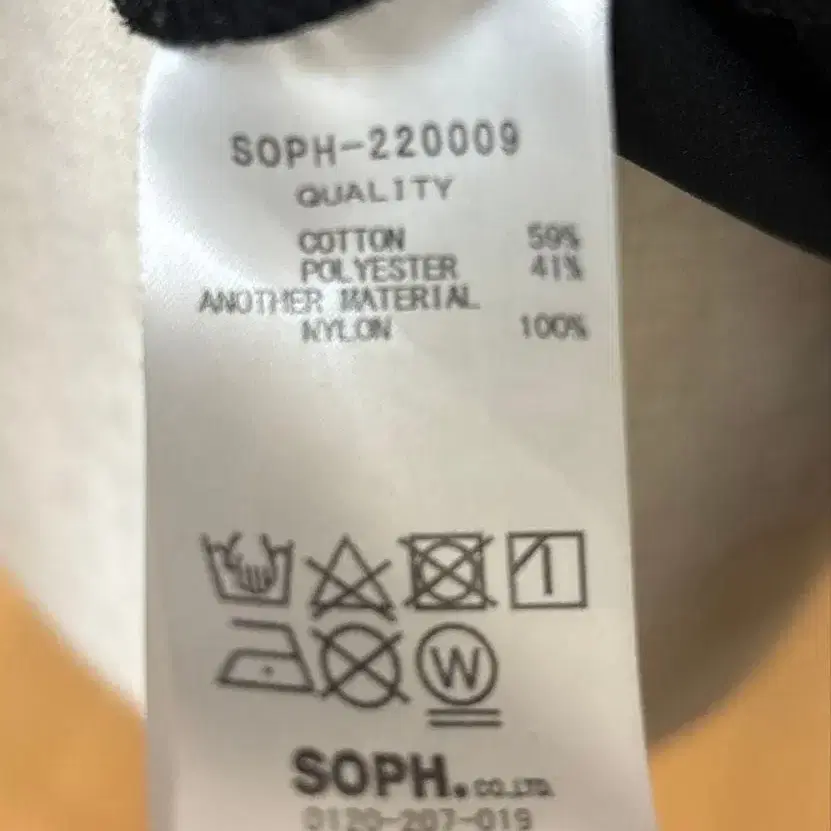 SOPH-220009
QUALITY
COTTON 59%
POLYESTER 41%
ANOTHER MATERIAL
NYLON 100%
W
SOPH.CO.,LTD.
0120-207-019